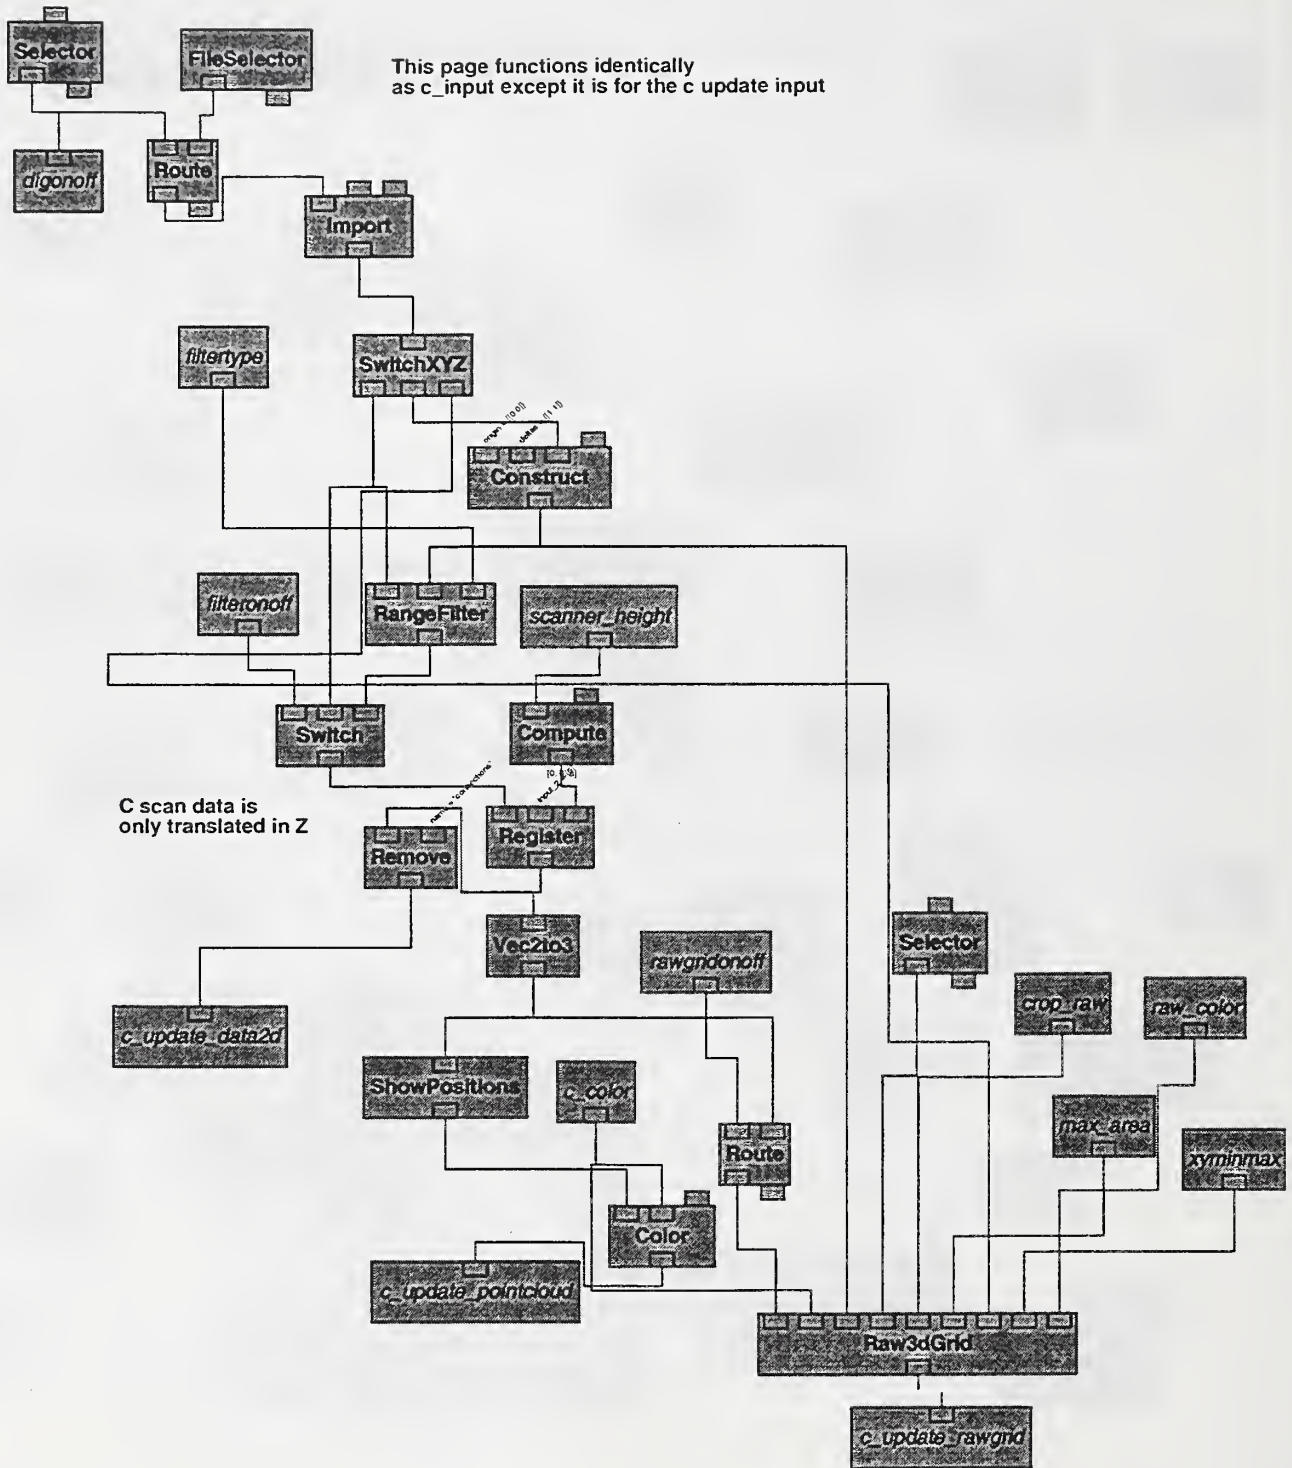 Selector
FileSelector
This page functions identically
as c_input except it is for the c update input
digonoff
Route
Import
filtertype
SwitchXYZ
Construct
filteronoff
RangeFilter
scanner_height
Switch
Compute
C scan data is
only translated in Z
Remove
Register
Vec2to3
rawgridonoff
Selector
crop_raw
raw_color
c_update_data2d
ShowPositions
c_color
max_area
Route
xyminmax
Color
c_update_pointcloud
Raw3dGrid
c_update_rawgrid